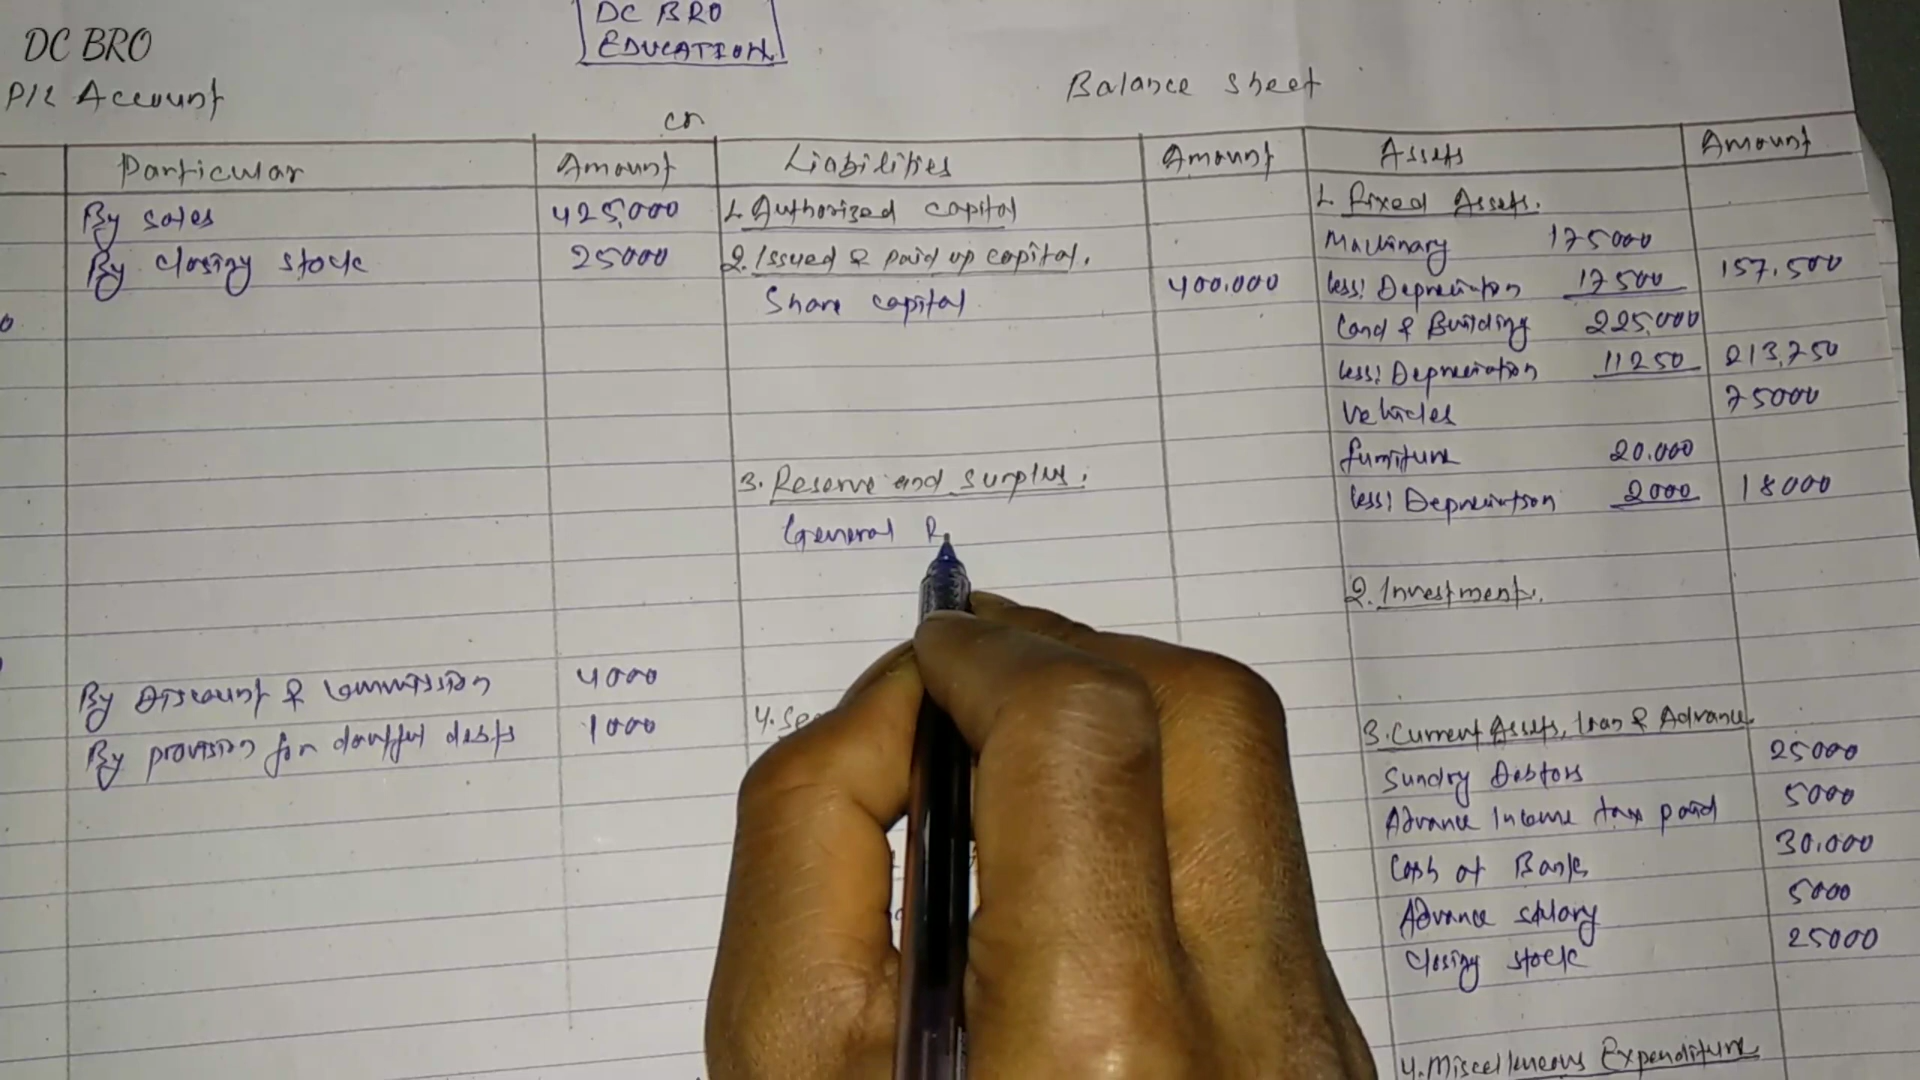 DC BRO
DC BRO
EDUCATION
P/L Account
Balance sheet
cr
Particular Amount
By sales 425,000
By closing stock 25000
By Discount & commission 4000
By provision for doubtful debts 1000
Liabilities Amount
1. Authorized capital
2. Issued & paid up capital.
Share capital 400,000
3. Reserve and surplus:
General R
4. Se
Assets Amount
1. Fixed Assets.
Machinary 175000
less: Depreciation 17500 157,500
Land & Building 225,000
less: Depreciation 11250 213,750
Vehicles 75000
furniture 20,000
less: Depreciation 2000 18000
2. Investment.
3. Current Assets, loan & Advance
Sundry Debtors 25000
Advance Income tax paid 5000
Cash at Bank 30,000
Advance salary 5000
Closing stock 25000
4. Miscellaneous Expenditure